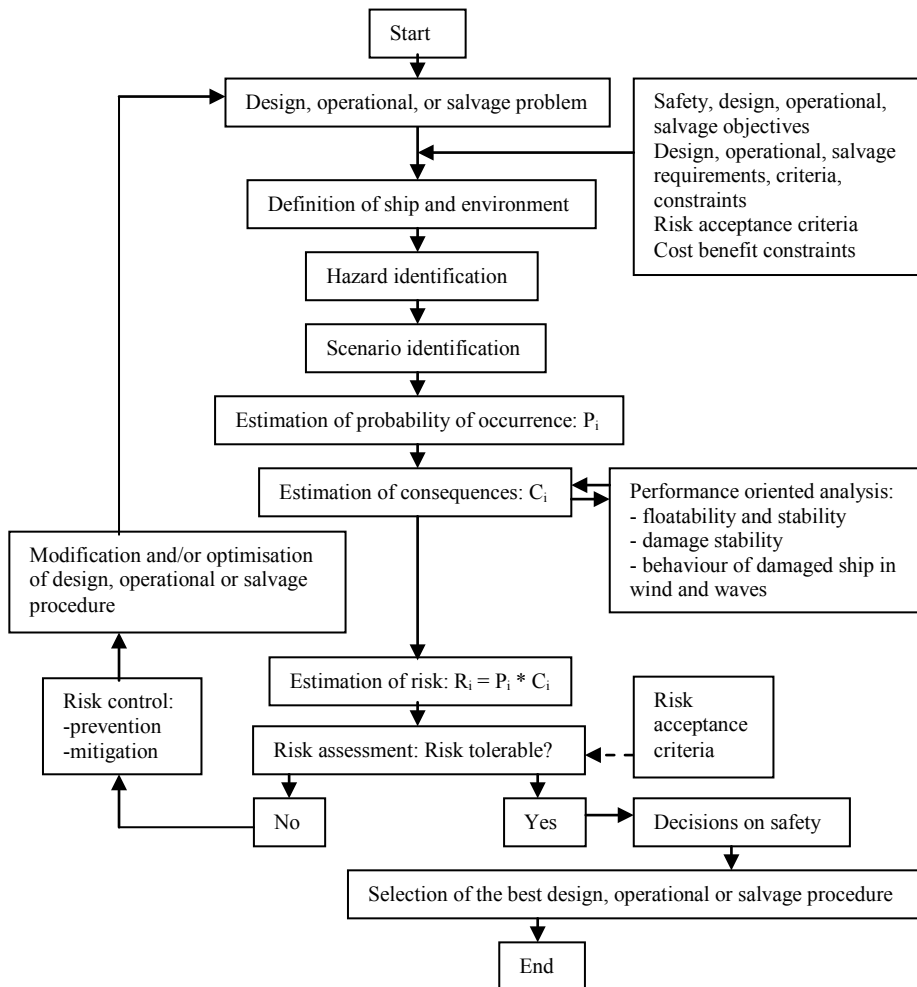 Start
Design, operational, or salvage problem
Safety, design, operational,
salvage objectives
Design, operational, salvage
requirements, criteria,
constraints
Risk acceptance criteria
Cost benefit constraints
Definition of ship and environment
Hazard identification
Scenario identification
Estimation of probability of occurrence: Pᵢ
Estimation of consequences: Cᵢ
Performance oriented analysis:
- floatability and stability
- damage stability
- behaviour of damaged ship in
wind and waves
Modification and/or optimisation
of design, operational or salvage
procedure
Estimation of risk: Rᵢ = Pᵢ * Cᵢ
Risk control:
-prevention
-mitigation
Risk
acceptance
criteria
Risk assessment: Risk tolerable?
No
Yes
Decisions on safety
Selection of the best design, operational or salvage procedure
End